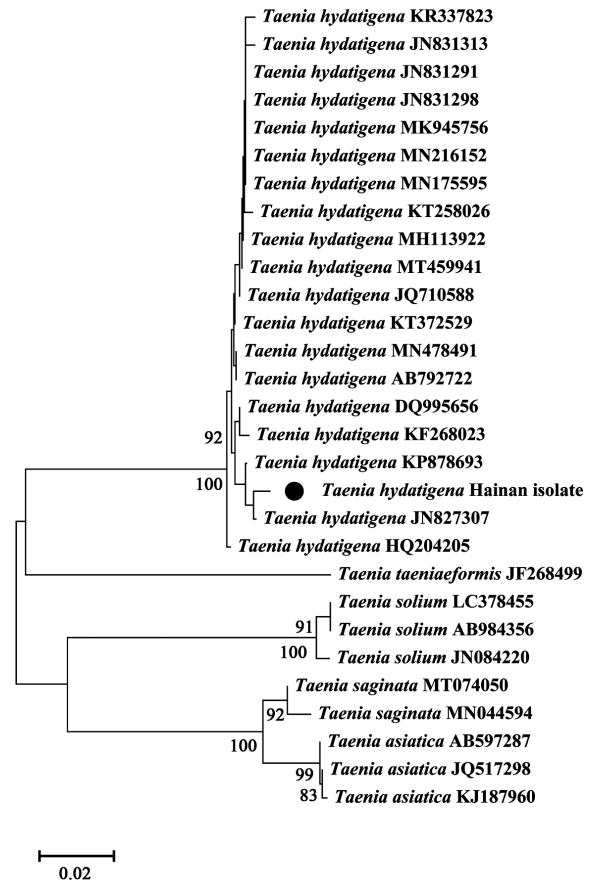 Taenia hydatigena KR337823
Taenia hydatigena JN831313
Taenia hydatigena JN831291
Taenia hydatigena JN831298
Taenia hydatigena MK945756
Taenia hydatigena MN216152
Taenia hydatigena MN175595
Taenia hydatigena KT258026
Taenia hydatigena MH113922
Taenia hydatigena MT459941
Taenia hydatigena JQ710588
Taenia hydatigena KT372529
Taenia hydatigena MN478491
Taenia hydatigena AB792722
Taenia hydatigena DQ995656
92
Taenia hydatigena KF268023
Taenia hydatigena KP878693
100
Taenia hydatigena Hainan isolate
Taenia hydatigena JN827307
Taenia hydatigena HQ204205
Taenia taeniaeformis JF268499
Taenia solium LC378455
91
Taenia solium AB984356
100
Taenia solium JN084220
Taenia saginata MT074050
92
Taenia saginata MN044594
100
Taenia asiatica AB597287
99
Taenia asiatica JQ517298
83
Taenia asiatica KJ187960
0.02